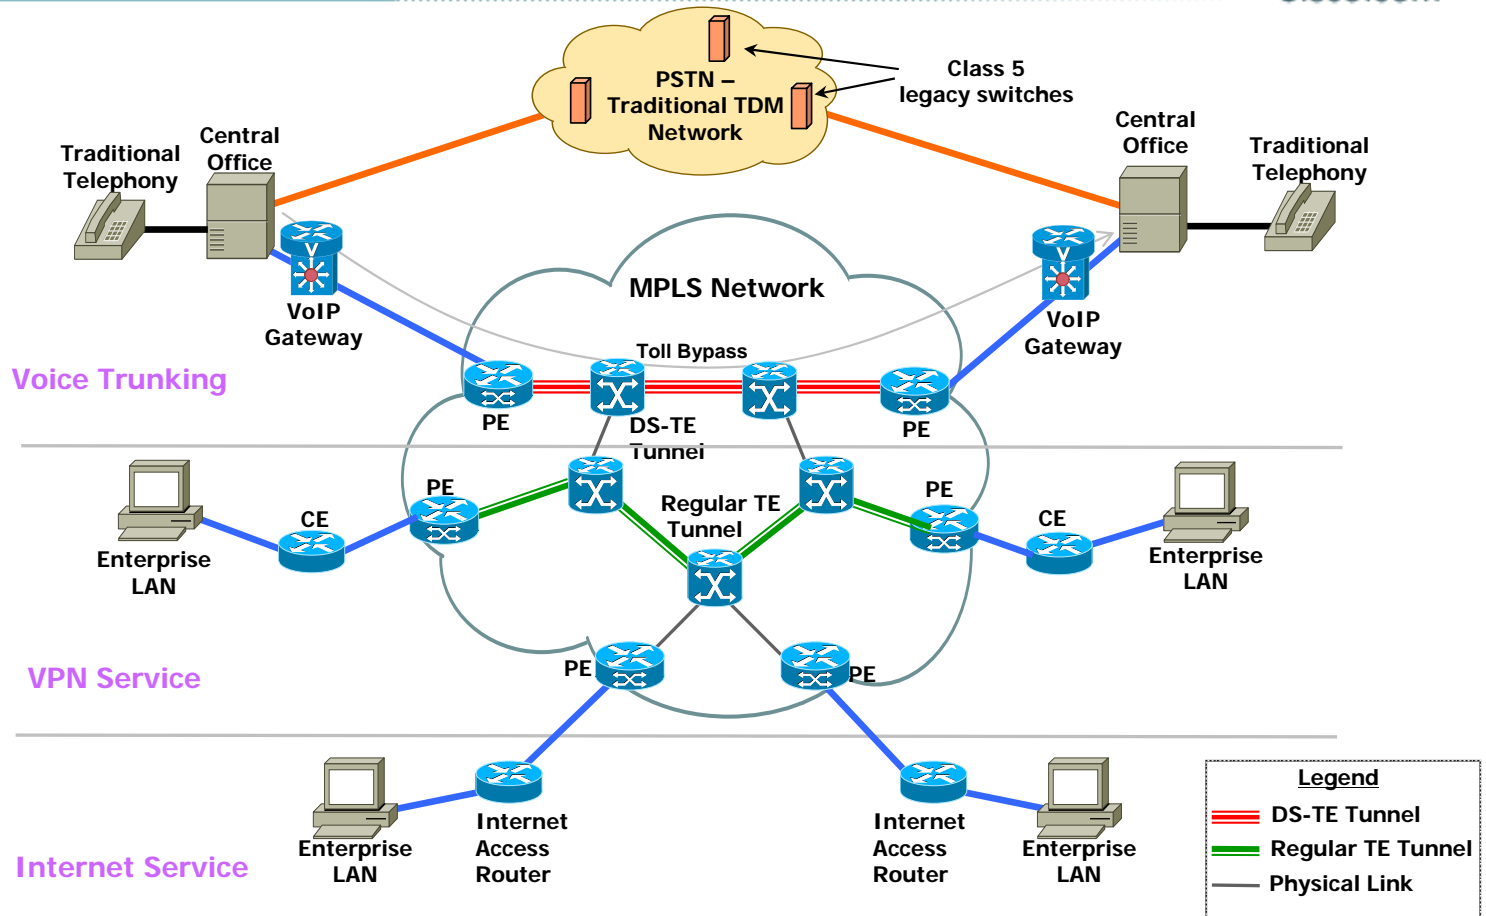 PSTN –
Traditional TDM
Network
Class 5
legacy switches
Central
Office
Traditional
Telephony
Central
Office
Traditional
Telephony
V
VoIP
Gateway
MPLS Network
V
VoIP
Gateway
Toll Bypass
Voice Trunking
PE
DS-TE
Tunnel
PE
PE
CE
Enterprise
LAN
Regular TE
Tunnel
PE
CE
Enterprise
LAN
VPN Service
PE
PE
Internet Service
Enterprise
LAN
Internet
Access
Router
Internet
Access
Router
Enterprise
LAN
Legend
DS-TE Tunnel
Regular TE Tunnel
Physical Link